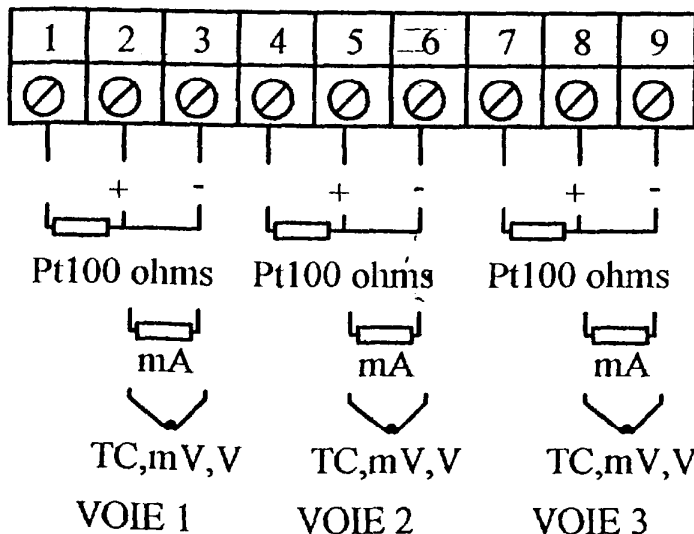 1 2 3 4 5 6 7 8 9
+ - + - + -
Pt100 ohms Pt100 ohms Pt100 ohms
mA mA mA
TC,mV,V TC,mV,V TC,mV,V
VOIE 1 VOIE 2 VOIE 3